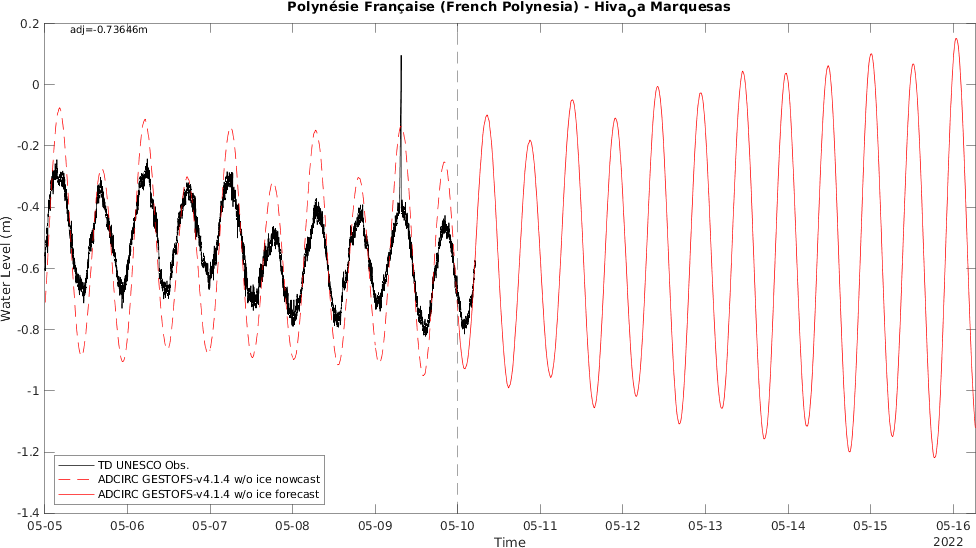 Polynésie Française (French Polynesia) - Hiva_Oa Marquesas
adj=-0.73646m
0.2
0
-0.2
-0.4
-0.6
-0.8
-1
-1.2
-1.4
Water Level (m)
TD UNESCO Obs.
ADCIRC GESTOFS-v4.1.4 w/o ice nowcast
ADCIRC GESTOFS-v4.1.4 w/o ice forecast
05-05 05-06 05-07 05-08 05-09 05-10 05-11 05-12 05-13 05-14 05-15 05-16
Time
2022